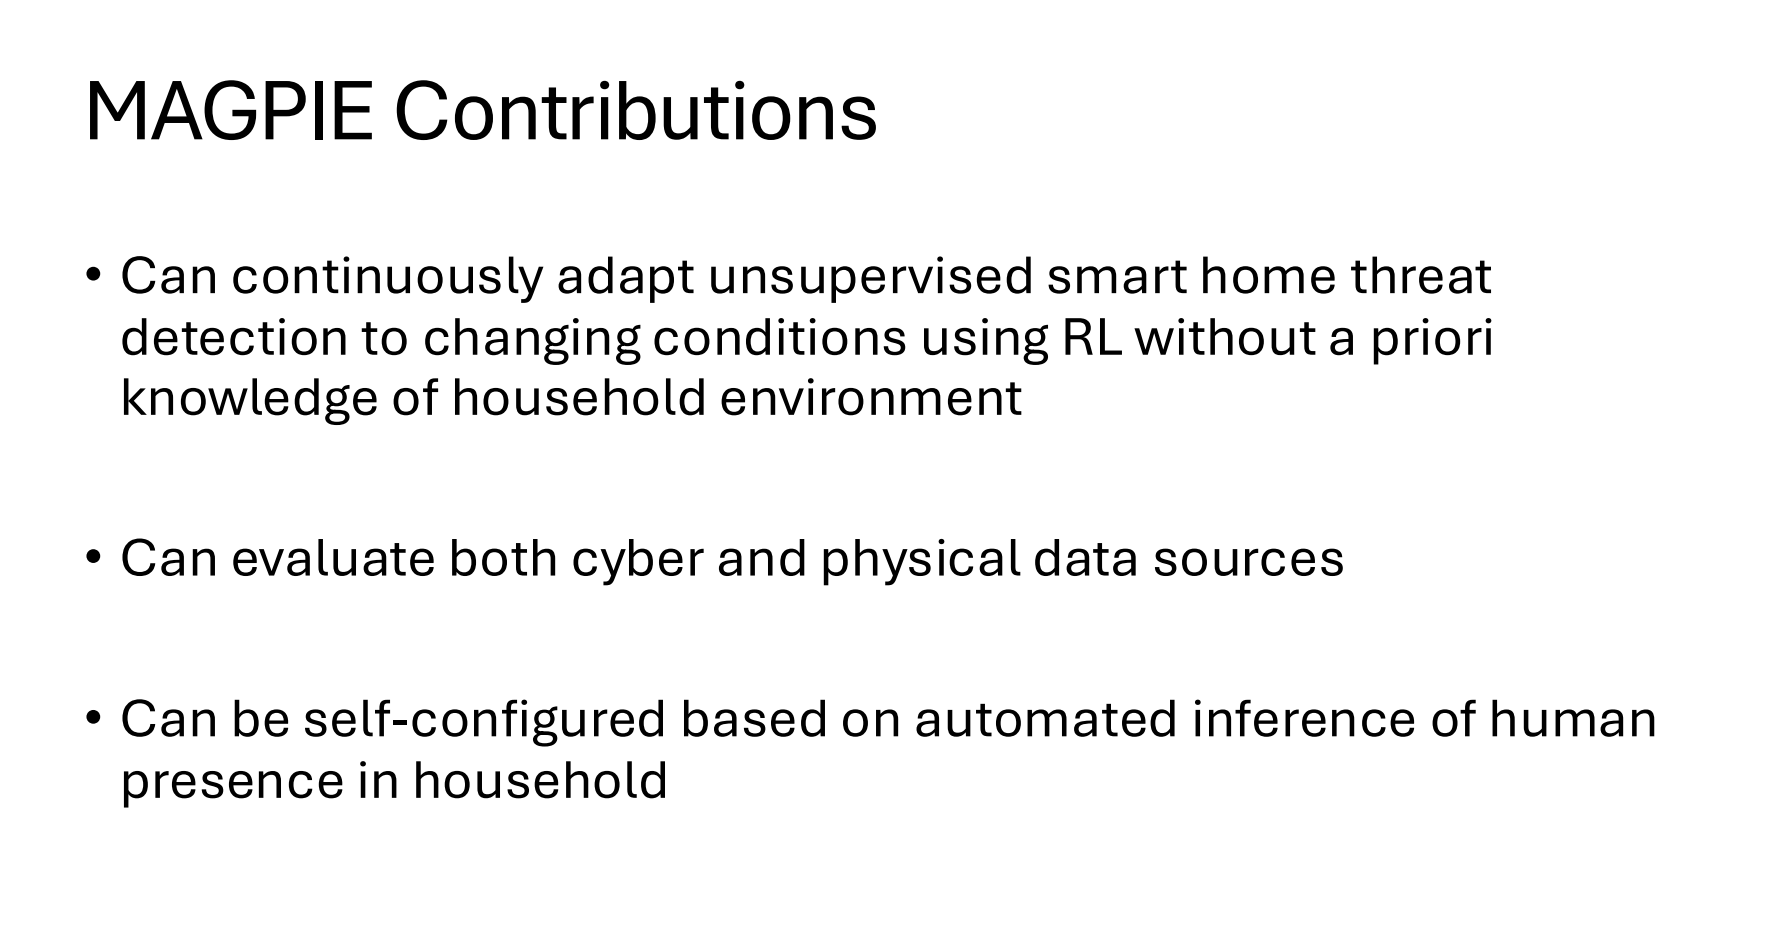 MAGPIE Contributions
• Can continuously adapt unsupervised smart home threat
detection to changing conditions using RL without a priori
knowledge of household environment
• Can evaluate both cyber and physical data sources
• Can be self-configured based on automated inference of human
presence in household